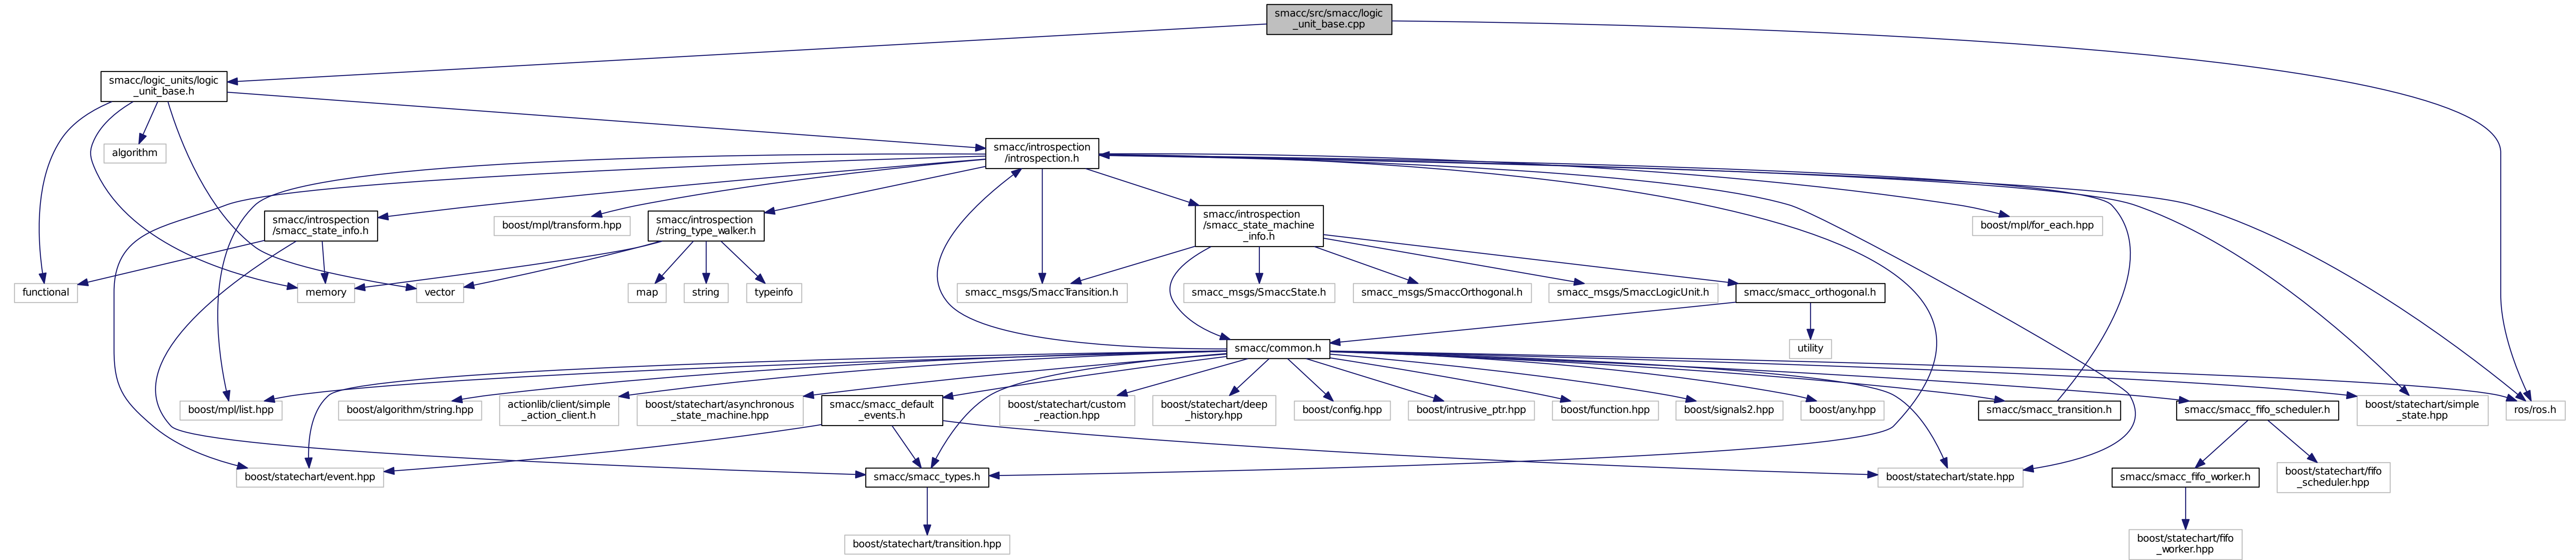 smacc/src/smacc/logic
_unit_base.cpp
smacc/logic_units/logic
_unit_base.h
smacc/introspection
/introspection.h
algorithm
smacc/introspection
/smacc_state_info.h
boost/mpl/transform.hpp
smacc/introspection
/string_type_walker.h
smacc/introspection
/smacc_state_machine
_info.h
boost/mpl/for_each.hpp
functional
memory
vector
map
string
typeinfo
smacc_msgs/SmaccTransition.h
smacc_msgs/SmaccState.h
smacc_msgs/SmaccOrthogonal.h
smacc_msgs/SmaccLogicUnit.h
smacc/smacc_orthogonal.h
smacc/common.h
utility
boost/mpl/list.hpp
boost/algorithm/string.hpp
actionlib/client/simple
_action_client.h
boost/statechart/asynchronous
_state_machine.hpp
smacc/smacc_default
_events.h
boost/statechart/custom
_reaction.hpp
boost/statechart/deep
_history.hpp
boost/config.hpp
boost/intrusive_ptr.hpp
boost/function.hpp
boost/signals2.hpp
boost/any.hpp
smacc/smacc_transition.h
smacc/smacc_fifo_scheduler.h
boost/statechart/simple
_state.hpp
ros/ros.h
boost/statechart/event.hpp
smacc/smacc_types.h
boost/statechart/state.hpp
smacc/smacc_fifo_worker.h
boost/statechart/fifo
_scheduler.hpp
boost/statechart/transition.hpp
boost/statechart/fifo
_worker.hpp